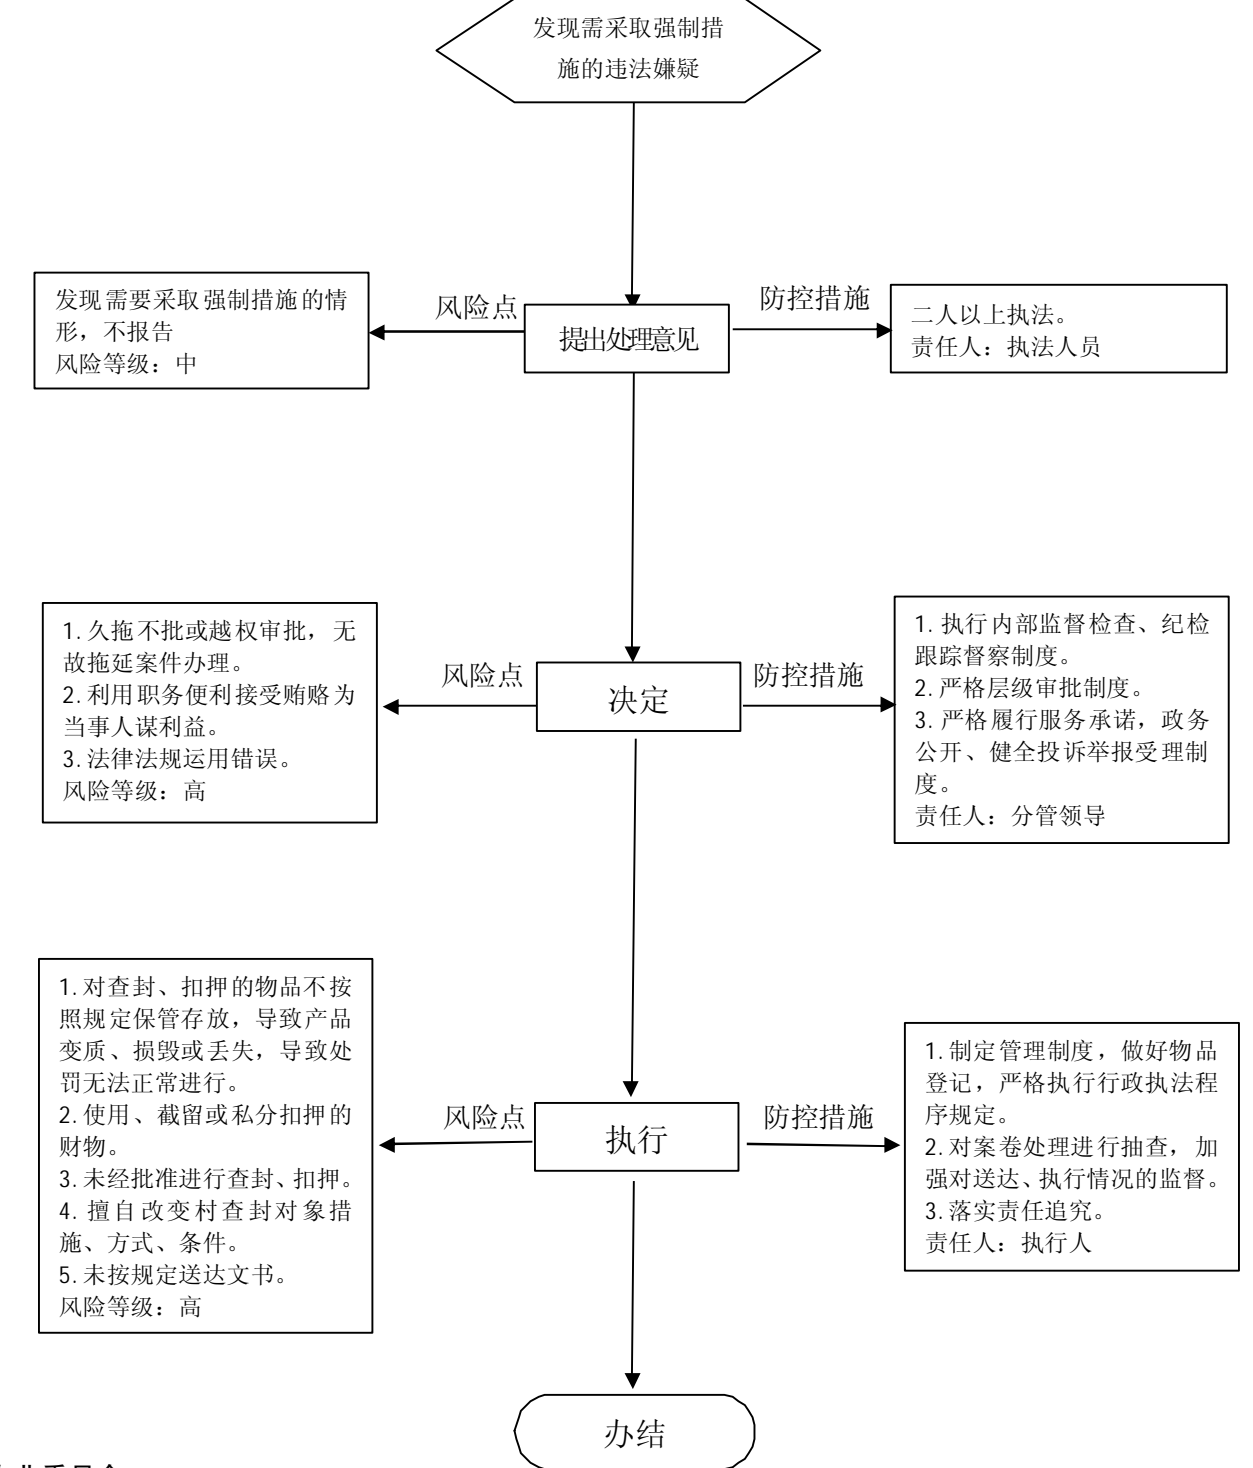 发现需采取强制措
施的违法嫌疑
发现需要采取强制措施的情
形，不报告
风险等级：中
风险点
提出处理意见
防控措施
二人以上执法。
责任人：执法人员
1.久拖不批或越权审批，无
故拖延案件办理。
2.利用职务便利接受贿赂为
当事人谋利益。
3.法律法规运用错误。
风险等级：高
风险点
决定
防控措施
1.执行内部监督检查、纪检
跟踪督察制度。
2.严格层级审批制度。
3.严格履行服务承诺，政务
公开、健全投诉举报受理制
度。
责任人：分管领导
1.对查封、扣押的物品不按
照规定保管存放，导致产品
变质、损毁或丢失，导致处
罚无法正常进行。
2.使用、截留或私分扣押的
财物。
3.未经批准进行查封、扣押。
4.擅自改变村查封对象措
施、方式、条件。
5.未按规定送达文书。
风险等级：高
风险点
执行
防控措施
1.制定管理制度，做好物品
登记，严格执行行政执法程
序规定。
2.对案卷处理进行抽查，加
强对送达、执行情况的监督。
3.落实责任追究。
责任人：执行人
办结